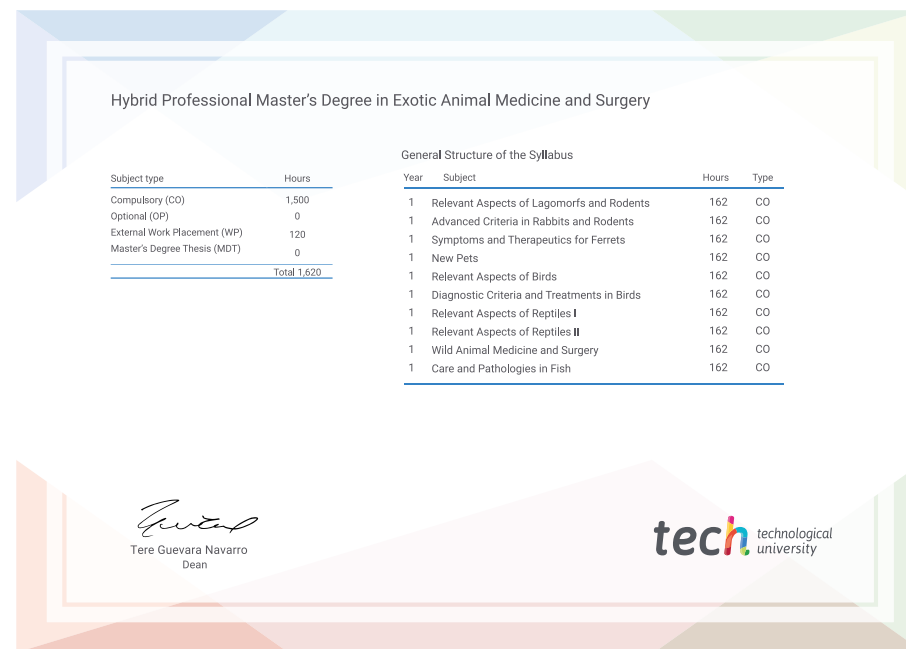 Hybrid Professional Master's Degree in Exotic Animal Medicine and Surgery
Subject type Hours
Compulsory (CO) 1,500
Optional (OP) 0
External Work Placement (WP) 120
Master's Degree Thesis (MDT) 0
Total 1,620
General Structure of the Syllabus
Year Subject Hours Type
1 Relevant Aspects of Lagomorfs and Rodents 162 CO
1 Advanced Criteria in Rabbits and Rodents 162 CO
1 Symptoms and Therapeutics for Ferrets 162 CO
1 New Pets 162 CO
1 Relevant Aspects of Birds 162 CO
1 Diagnostic Criteria and Treatments in Birds 162 CO
1 Relevant Aspects of Reptiles I 162 CO
1 Relevant Aspects of Reptiles II 162 CO
1 Wild Animal Medicine and Surgery 162 CO
1 Care and Pathologies in Fish 162 CO
Tere Guevara Navarro
Dean
tech technological
university